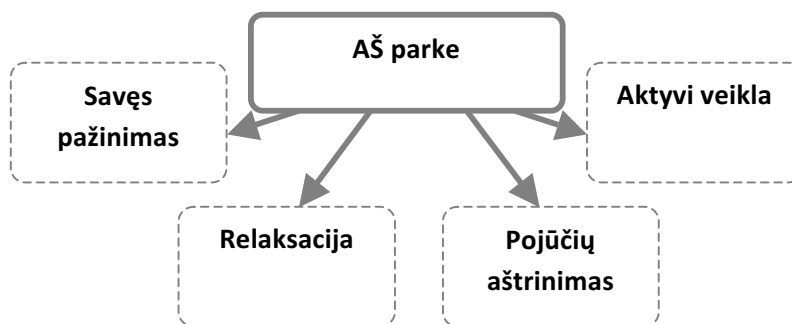 AŠ parke
Savęs
pažinimas
Aktyvi veikla
Relaksacija
Pojūčių
aštrinimas